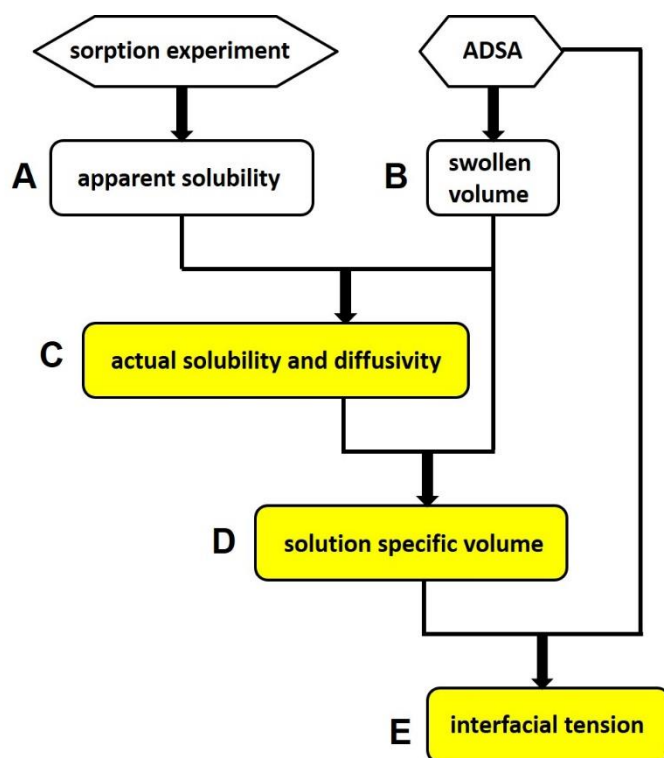 sorption experiment
ADSA
A
apparent solubility
B
swollen
volume
C
actual solubility and diffusivity
D
solution specific volume
E
interfacial tension